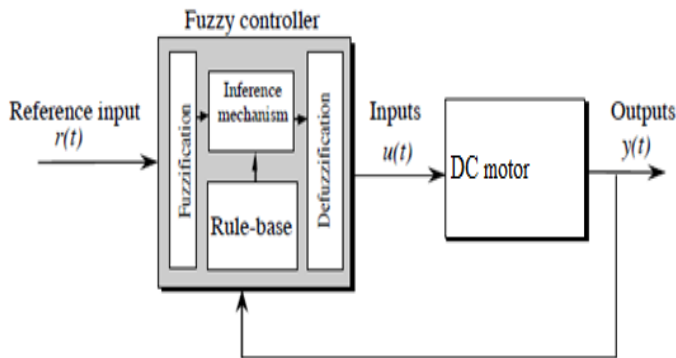 Fuzzy controller
Reference input
r(t)
Fuzzification
Inference
mechanism
Rule-base
Defuzzification
Inputs
u(t)
DC motor
Outputs
y(t)